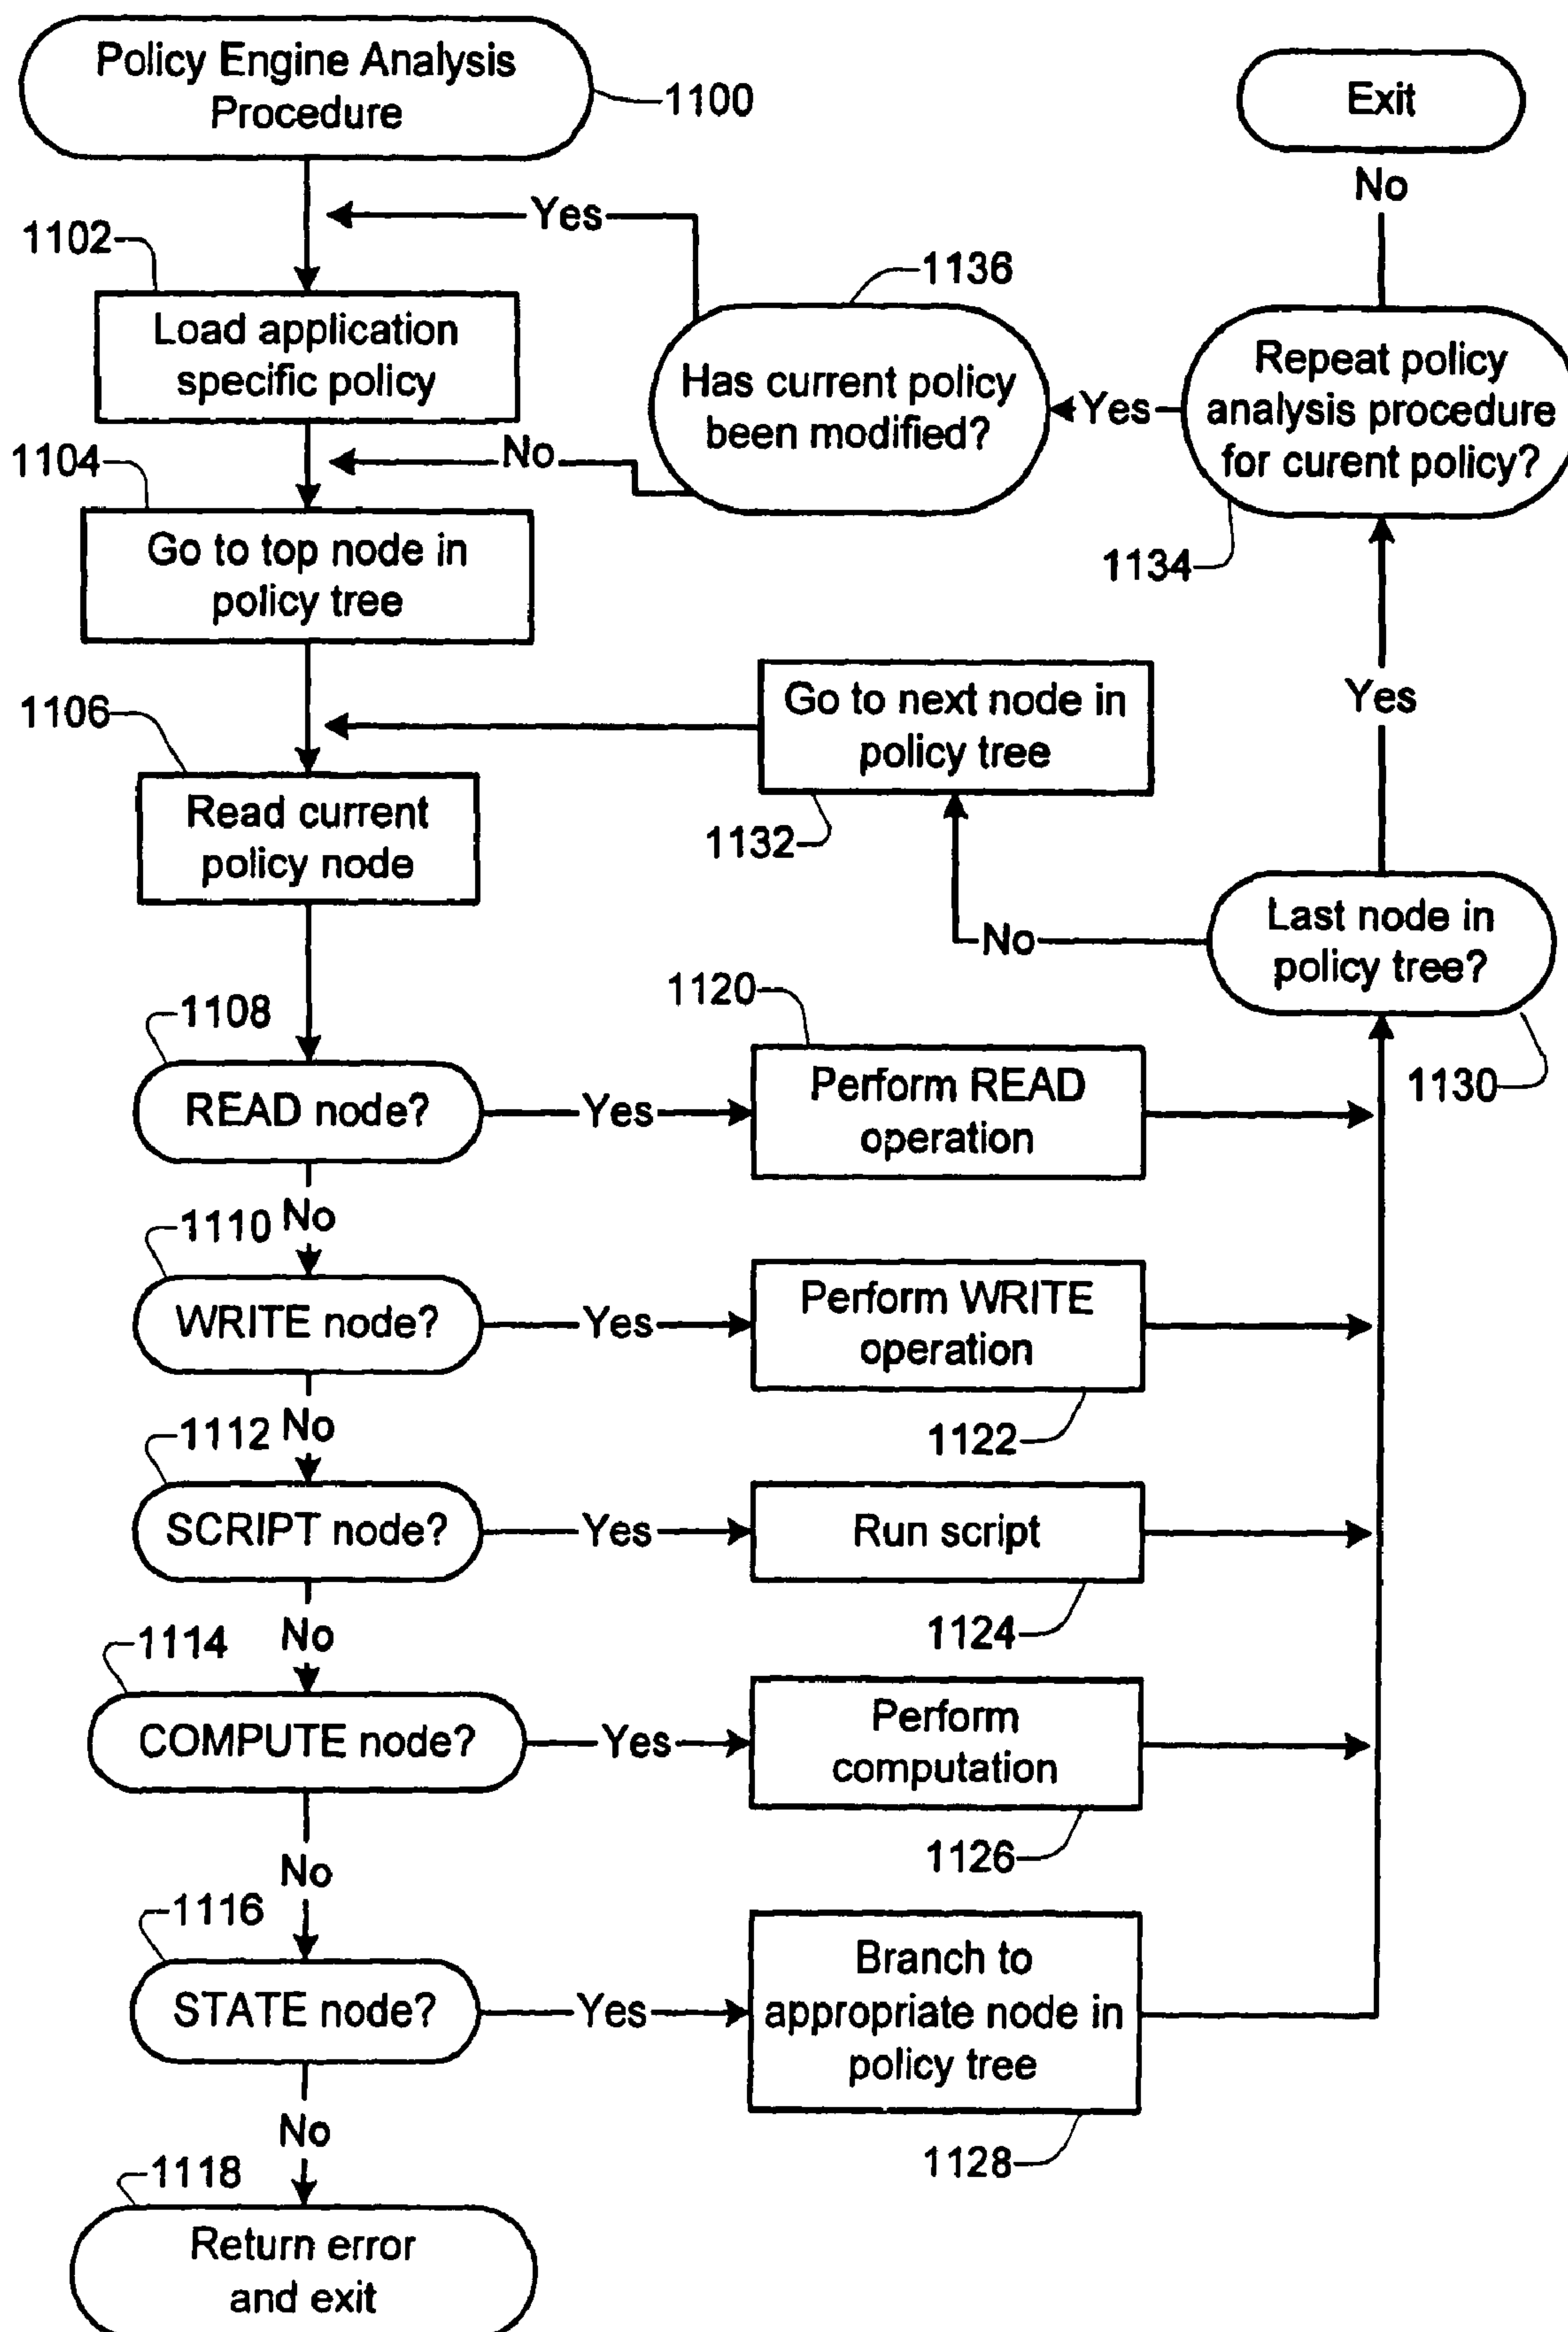 Policy Engine Analysis
Procedure
1100
Exit
No
Yes
1102
1136
Load application
specific policy
Has current policy
been modified?
Yes
Repeat policy
analysis procedure
for curent policy?
No
1104
1134
Go to top node in
policy tree
Yes
1106
Go to next node in
policy tree
1132
Read current
policy node
No
Last node in
policy tree?
1130
1108
1120
READ node?
Yes
Perform READ
operation
No
1110
WRITE node?
Yes
Perform WRITE
operation
1122
No
1112
SCRIPT node?
Yes
Run script
1124
No
1114
COMPUTE node?
Yes
Perform
computation
1126
No
1116
STATE node?
Yes
Branch to
appropriate node in
policy tree
1128
No
1118
Return error
and exit